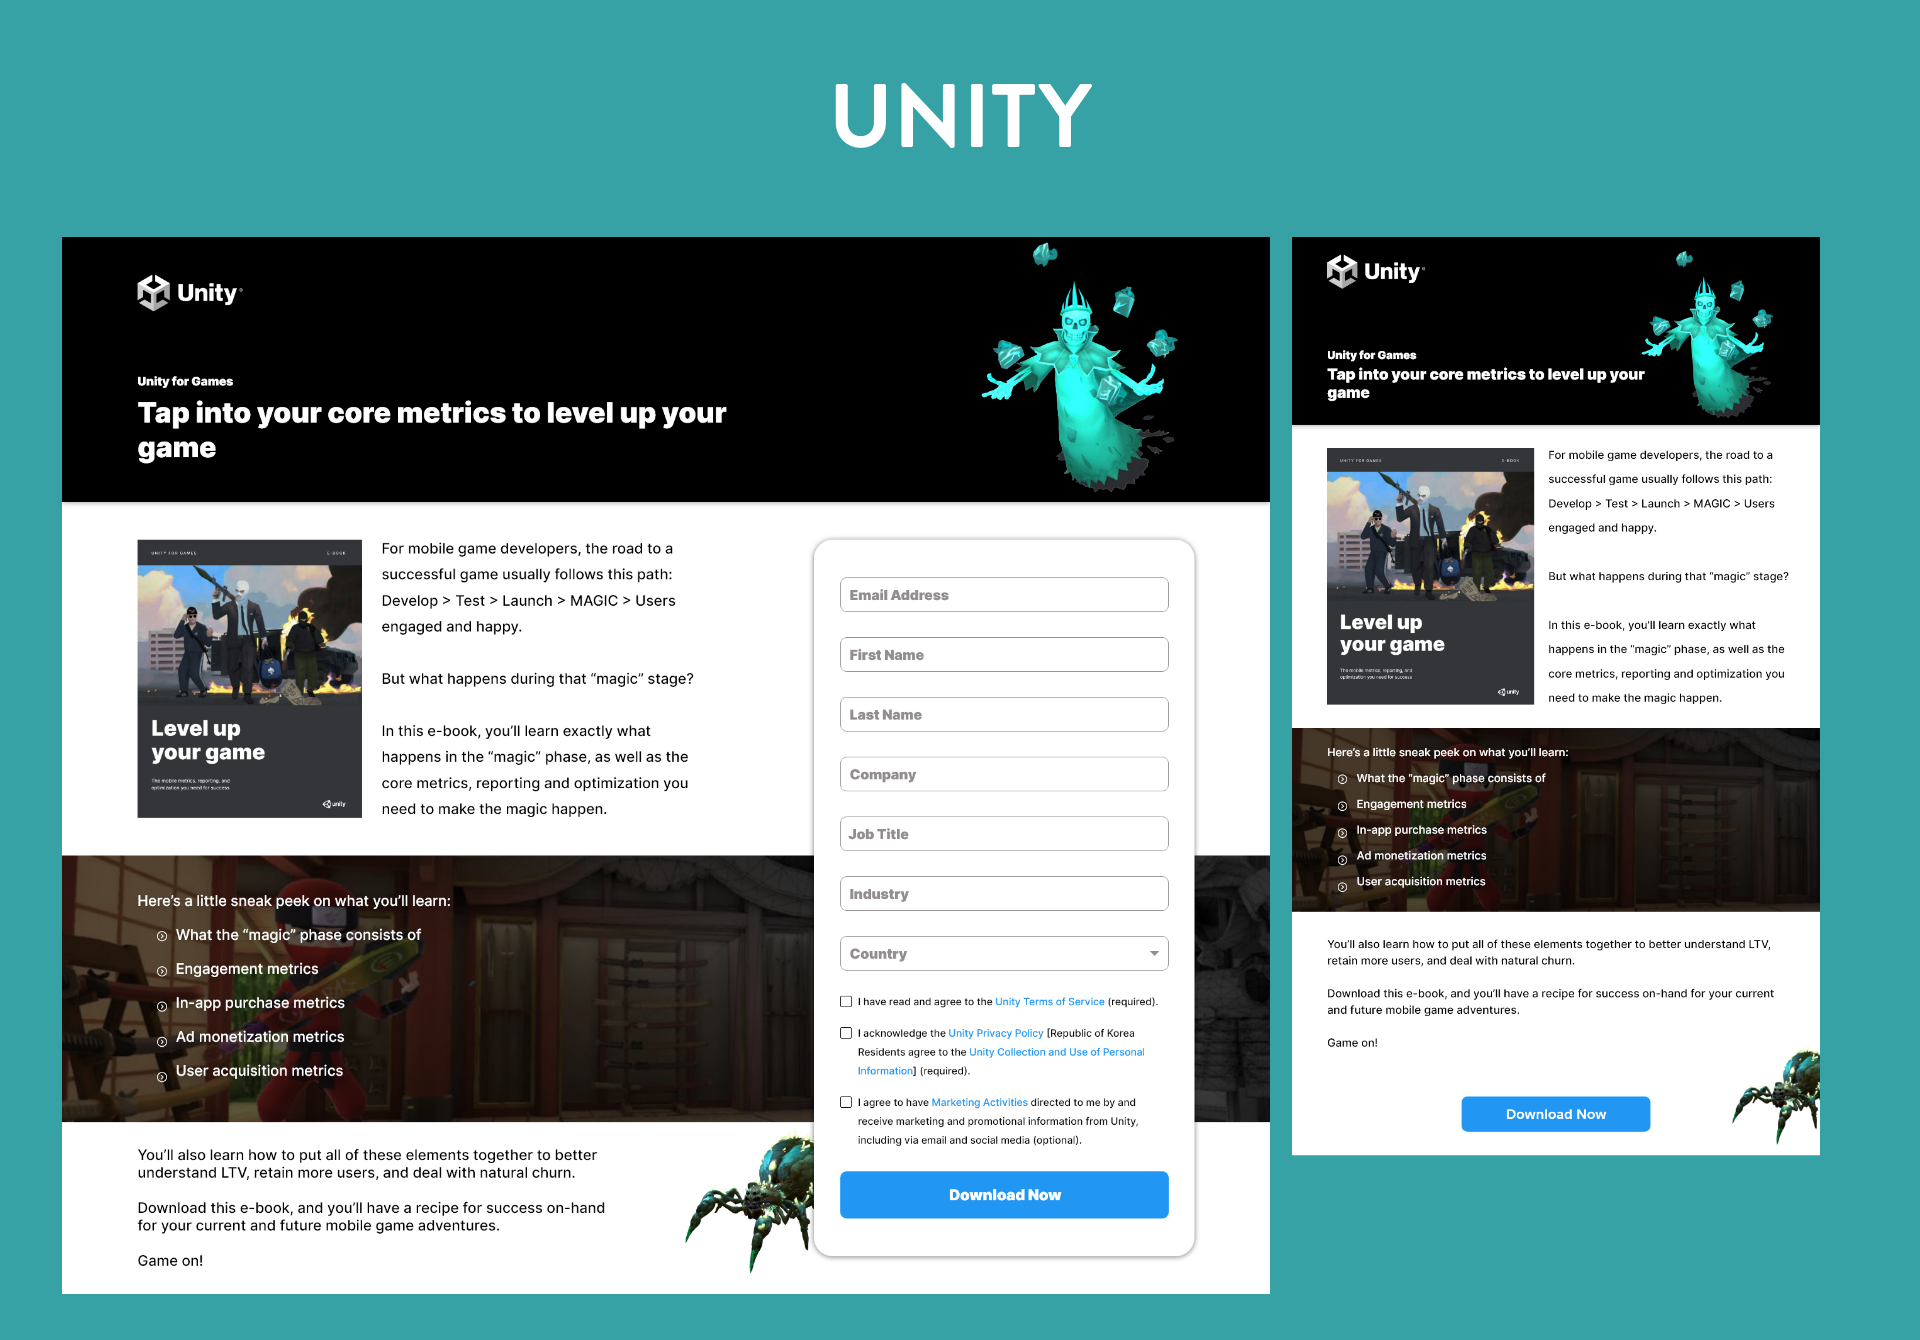 UNITY
Unity
Unity for Games
Tap into your core metrics to level up your
game
UNITY FOR GAMES
E-BOOK
Level up
your game
The mobile metrics, reporting, and
optimization you need for success
unity
For mobile game developers, the road to a
successful game usually follows this path:
Develop > Test > Launch > MAGIC > Users
engaged and happy.
But what happens during that “magic” stage?
In this e-book, you’ll learn exactly what
happens in the “magic” phase, as well as the
core metrics, reporting and optimization you
need to make the magic happen.
Here’s a little sneak peek on what you’ll learn:
What the “magic” phase consists of
Engagement metrics
In-app purchase metrics
Ad monetization metrics
User acquisition metrics
You’ll also learn how to put all of these elements together to better
understand LTV, retain more users, and deal with natural churn.
Download this e-book, and you’ll have a recipe for success on-hand
for your current and future mobile game adventures.
Game on!
Email Address
First Name
Last Name
Company
Job Title
Industry
Country
I have read and agree to the Unity Terms of Service (required).
I acknowledge the Unity Privacy Policy [Republic of Korea
Residents agree to the Unity Collection and Use of Personal
Information] (required).
I agree to have Marketing Activities directed to me by and
receive marketing and promotional information from Unity,
including via email and social media (optional).
Download Now
Unity
Unity for Games
Tap into your core metrics to level up your
game
UNITY FOR GAMES
E-BOOK
Level up
your game
The mobile metrics, reporting, and
optimization you need for success
unity
For mobile game developers, the road to a
successful game usually follows this path:
Develop > Test > Launch > MAGIC > Users
engaged and happy.
But what happens during that “magic” stage?
In this e-book, you’ll learn exactly what
happens in the “magic” phase, as well as the
core metrics, reporting and optimization you
need to make the magic happen.
Here’s a little sneak peek on what you’ll learn:
What the “magic” phase consists of
Engagement metrics
In-app purchase metrics
Ad monetization metrics
User acquisition metrics
You’ll also learn how to put all of these elements together to better understand LTV,
retain more users, and deal with natural churn.
Download this e-book, and you’ll have a recipe for success on-hand for your current
and future mobile game adventures.
Game on!
Download Now